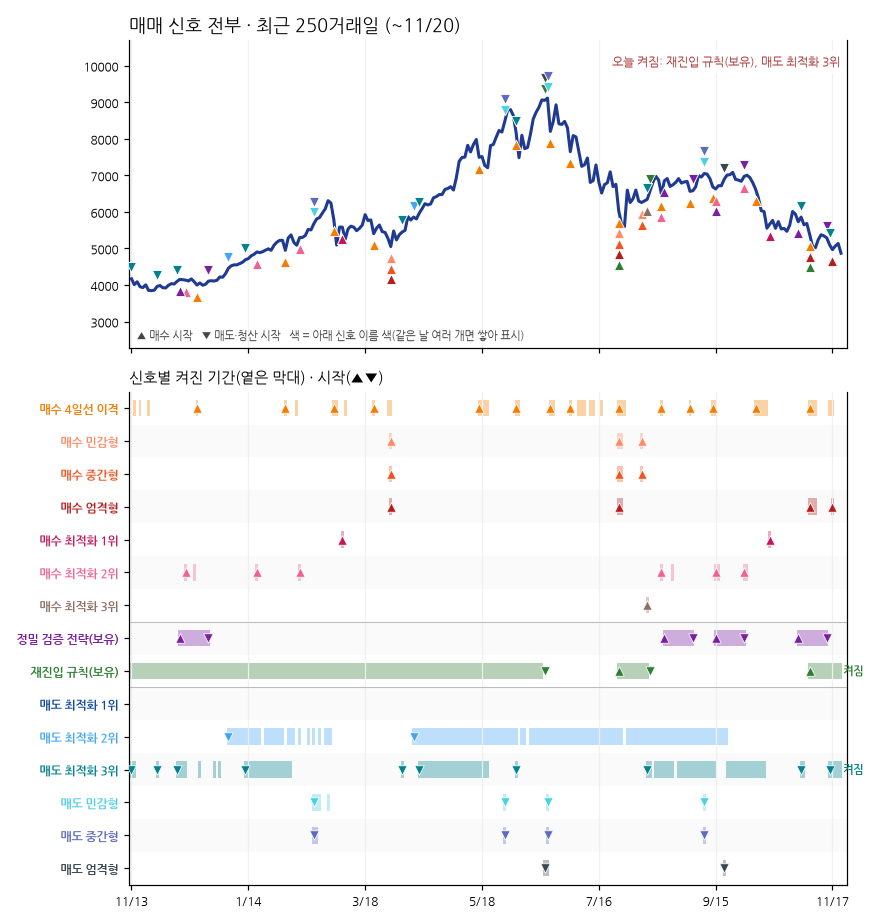 매매 신호 전부 · 최근 250거래일 (~11/20)
오늘 켜짐: 재진입 규칙(보유), 매도 최적화 3위
10000
9000
8000
7000
6000
5000
4000
3000
▲ 매수 시작 ▼ 매도·청산 시작 색 = 아래 신호 이름 색(같은 날 여러 개면 쌓아 표시)
신호별 켜진 기간(옅은 막대) · 시작(▲▼)
매수 4일선 이격
매수 민감형
매수 중간형
매수 엄격형
매수 최적화 1위
매수 최적화 2위
매수 최적화 3위
정밀 검증 전략(보유)
재진입 규칙(보유)
켜짐
매도 최적화 1위
매도 최적화 2위
매도 최적화 3위
켜짐
매도 민감형
매도 중간형
매도 엄격형
11/13 1/14 3/18 5/18 7/16 9/15 11/17